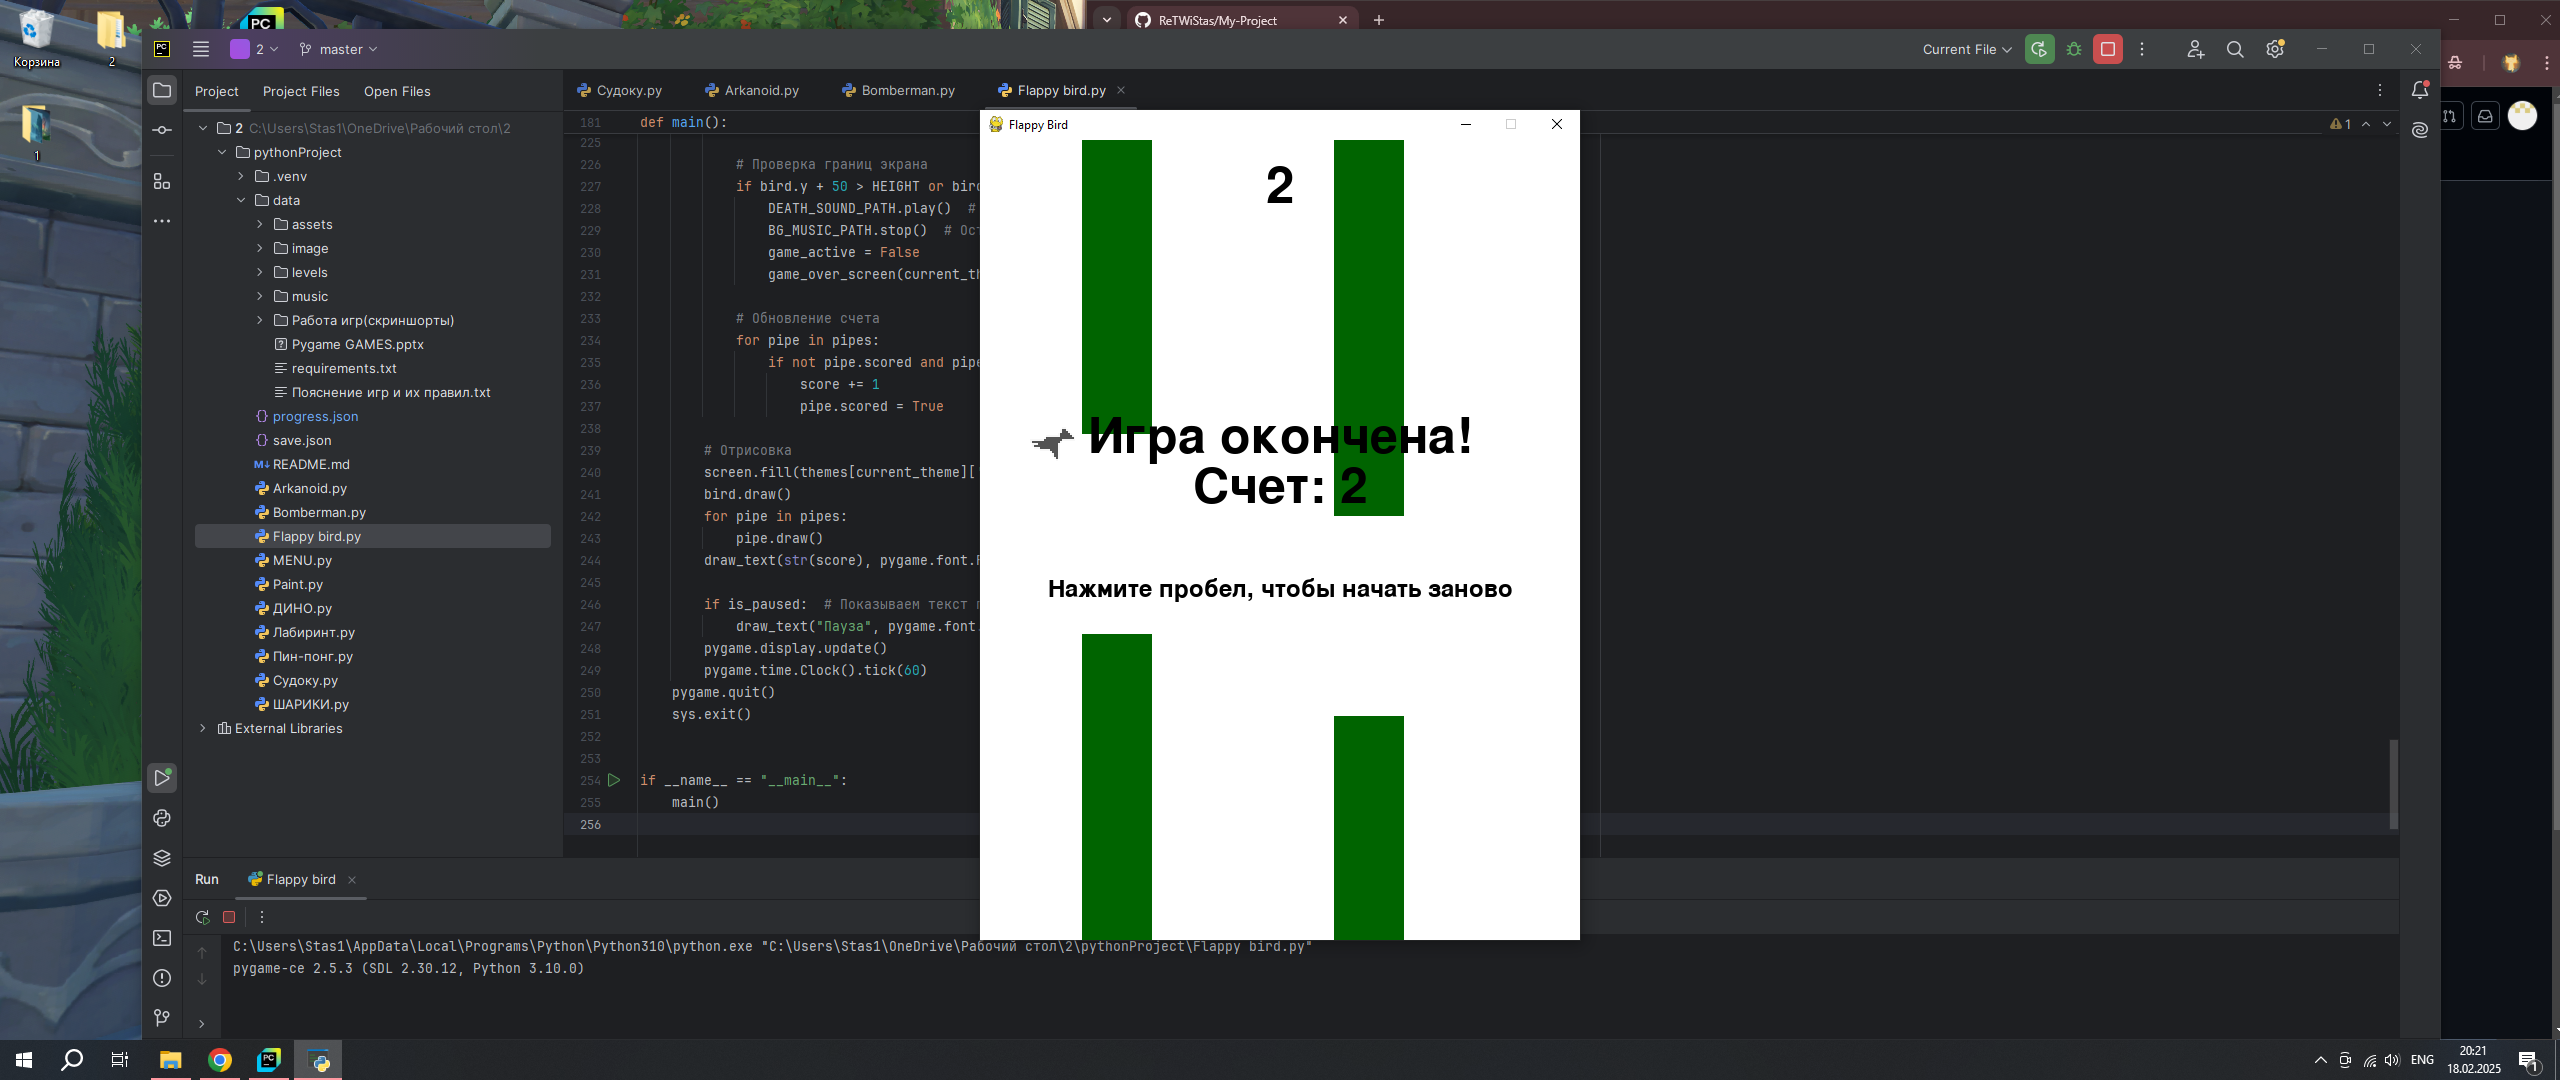 Корзина
2
1
ReTWiStas/My-Project
PC
2
master
Current File
Project
Project Files
Open Files
2 C:\Users\Stas1\OneDrive\Рабочий стол\2
pythonProject
.venv
data
assets
image
levels
music
Работа игр(скриншорты)
Pygame GAMES.pptx
requirements.txt
Пояснение игр и их правил.txt
progress.json
save.json
README.md
Arkanoid.py
Bomberman.py
Flappy bird.py
MENU.py
Paint.py
ДИНО.py
Лабиринт.py
Пин-понг.py
Судоку.py
ШАРИКИ.py
External Libraries
Судоку.py
Arkanoid.py
Bomberman.py
Flappy bird.py
1
181 def main():
225
226 # Проверка границ экрана
227 if bird.y + 50 > HEIGHT or bird
228 DEATH_SOUND_PATH.play() #
229 BG_MUSIC_PATH.stop() # Ост
230 game_active = False
231 game_over_screen(current_th
232
233 # Обновление счета
234 for pipe in pipes:
235 if not pipe.scored and pipe
236 score += 1
237 pipe.scored = True
238
239 # Отрисовка
240 screen.fill(themes[current_theme]['
241 bird.draw()
242 for pipe in pipes:
243 pipe.draw()
244 draw_text(str(score), pygame.font.F
245
246 if is_paused: # Показываем текст п
247 draw_text("Пауза", pygame.font.
248 pygame.display.update()
249 pygame.time.Clock().tick(60)
250 pygame.quit()
251 sys.exit()
252
253
254 if __name__ == "__main__":
255 main()
256
Flappy Bird
2
Игра окончена!
Счет: 2
Нажмите пробел, чтобы начать заново
Run
Flappy bird
C:\Users\Stas1\AppData\Local\Programs\Python\Python310\python.exe "C:\Users\Stas1\OneDrive\Рабочий стол\2\pythonProject\Flappy bird.py"
pygame-ce 2.5.3 (SDL 2.30.12, Python 3.10.0)
ENG
20:21
18.02.2025
1